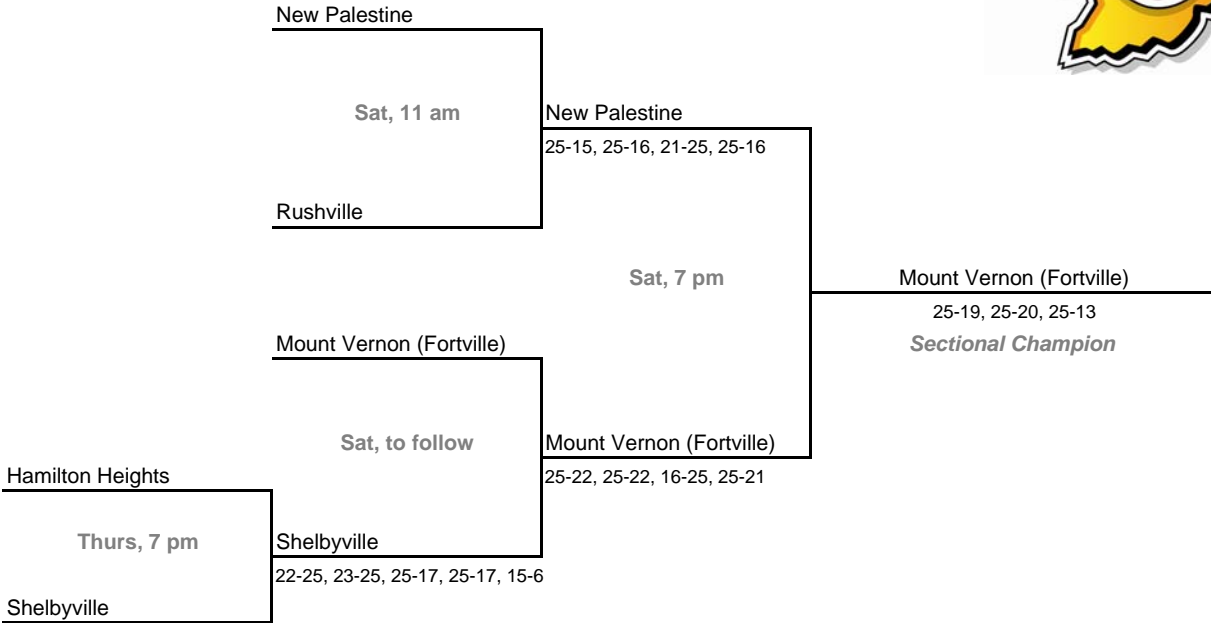 New Palestine
Sat, 11 am
New Palestine
25-15, 25-16, 21-25, 25-16
Rushville
Sat, 7 pm
Mount Vernon (Fortville)
25-19, 25-20, 25-13
Sectional Champion
Mount Vernon (Fortville)
Sat, to follow
Mount Vernon (Fortville)
25-22, 25-22, 16-25, 25-21
Hamilton Heights
Thurs, 7 pm
Shelbyville
22-25, 23-25, 25-17, 25-17, 15-6
Shelbyville